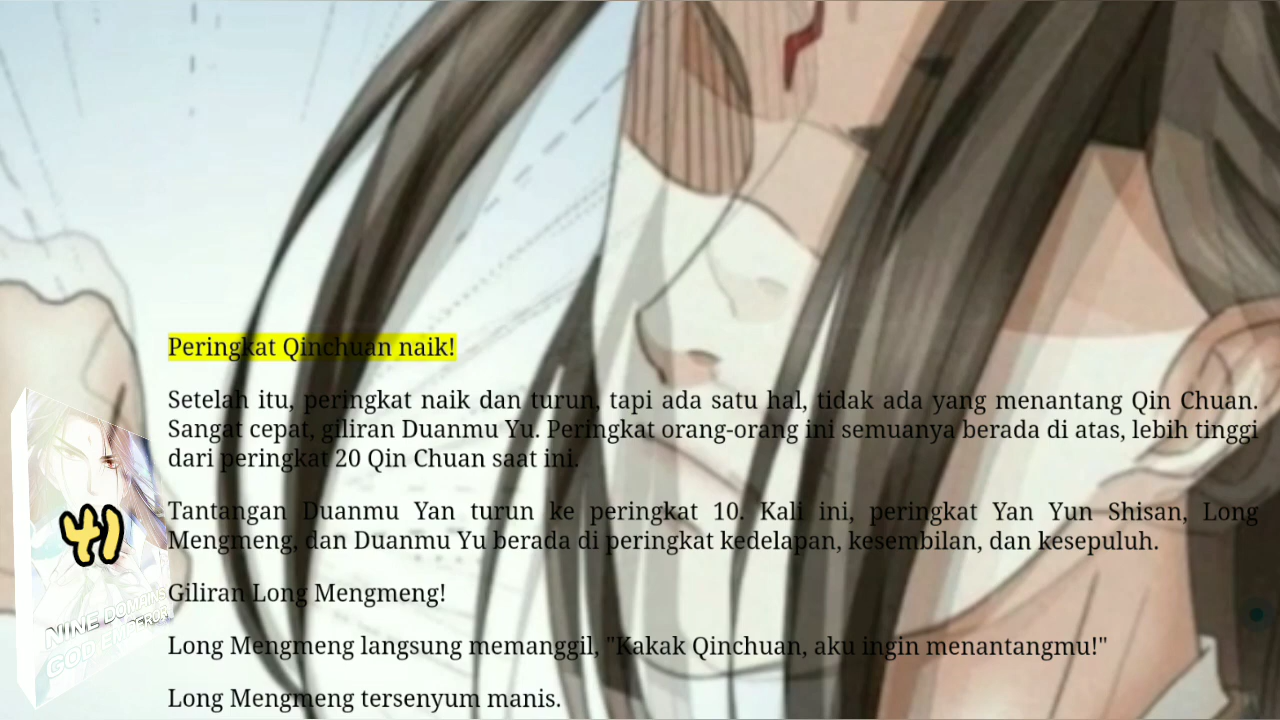 Peringkat Qinchuan naik!
Setelah itu, peringkat naik dan turun, tapi ada satu hal, tidak ada yang menantang Qin Chuan.
Sangat cepat, giliran Duanmu Yu. Peringkat orang-orang ini semuanya berada di atas, lebih tinggi
dari peringkat 20 Qin Chuan saat ini.
Tantangan Duanmu Yan turun ke peringkat 10. Kali ini, peringkat Yan Yun Shisan, Long
Mengmeng, dan Duanmu Yu berada di peringkat kedelapan, kesembilan, dan kesepuluh.
Giliran Long Mengmeng!
Long Mengmeng langsung memanggil, "Kakak Qinchuan, aku ingin menantangmu!"
Long Mengmeng tersenyum manis.
41
NINE DOMAINS
GOD EMPEROR